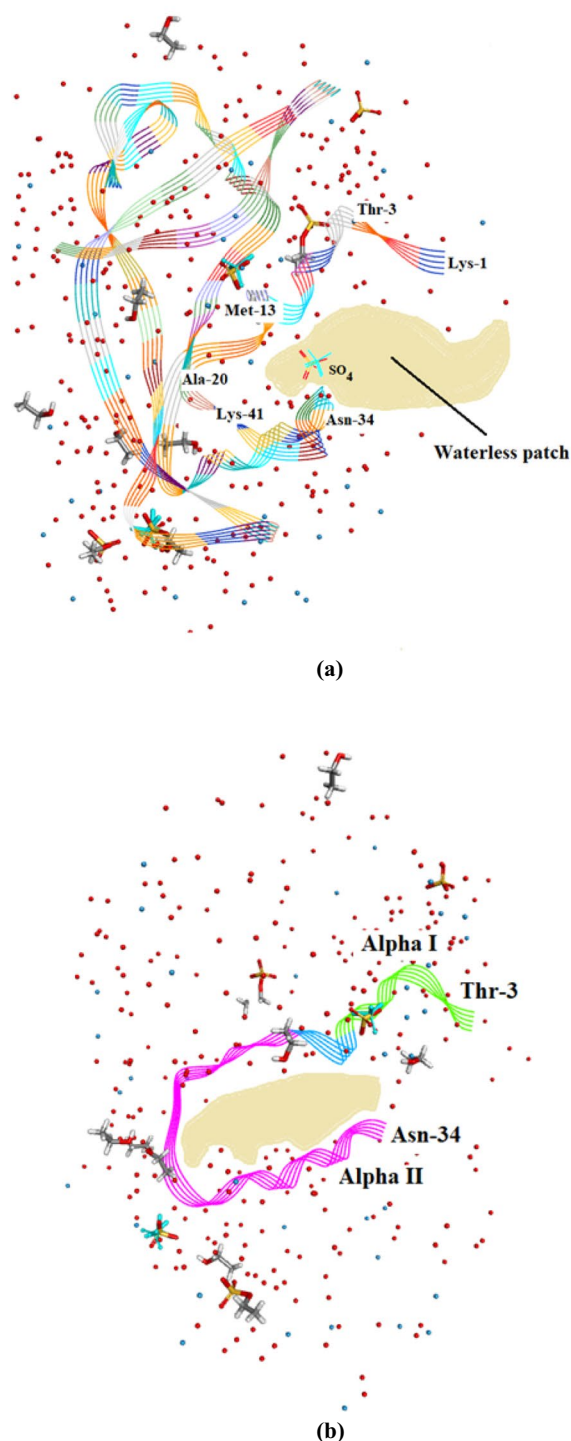 Thr-3
Lys-1
Met-13
SO4
Ala-20
Lys-41
Asn-34
Waterless patch
(a)
Alpha I
Thr-3
Asn-34
Alpha II
(b)